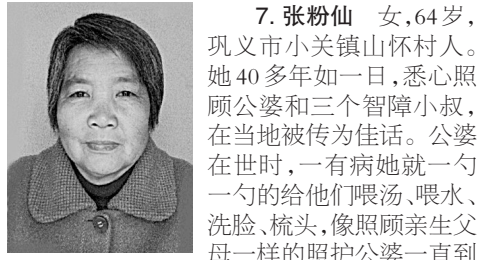 7. 张粉仙　女,64岁,
巩义市小关镇山怀村人。
她40多年如一日,悉心照
顾公婆和三个智障小叔,
在当地被传为佳话。公婆
在世时,一有病她就一勺
一勺的给他们喂汤、喂水、
洗脸、梳头,像照顾亲生父
母一样的照护公婆一直到